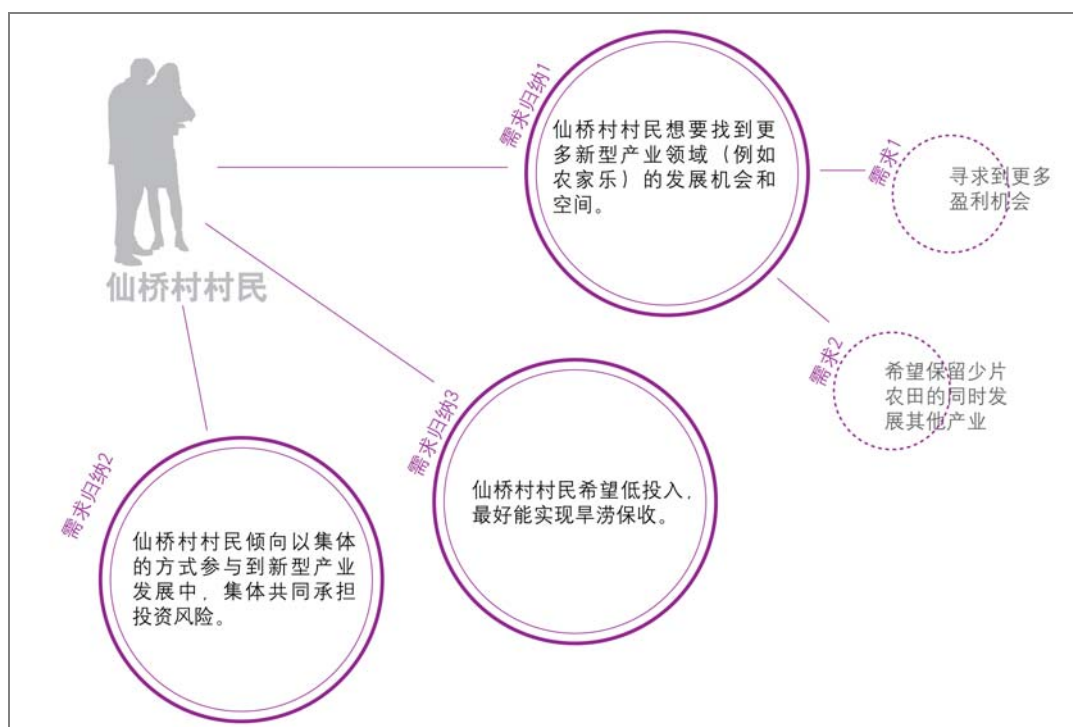 仙桥村村民
需求归纳1
仙桥村村民想要找到更
多新型产业领域（例如
农家乐）的发展机会和
空间。
需求1
寻求到更多
盈利机会
需求2
希望保留少片
农田的同时发
展其他产业
需求归纳3
仙桥村村民希望低投入，
最好能实现旱涝保收。
需求归纳2
仙桥村村民倾向以集体
的方式参与到新型产业
发展中，集体共同承担
投资风险。